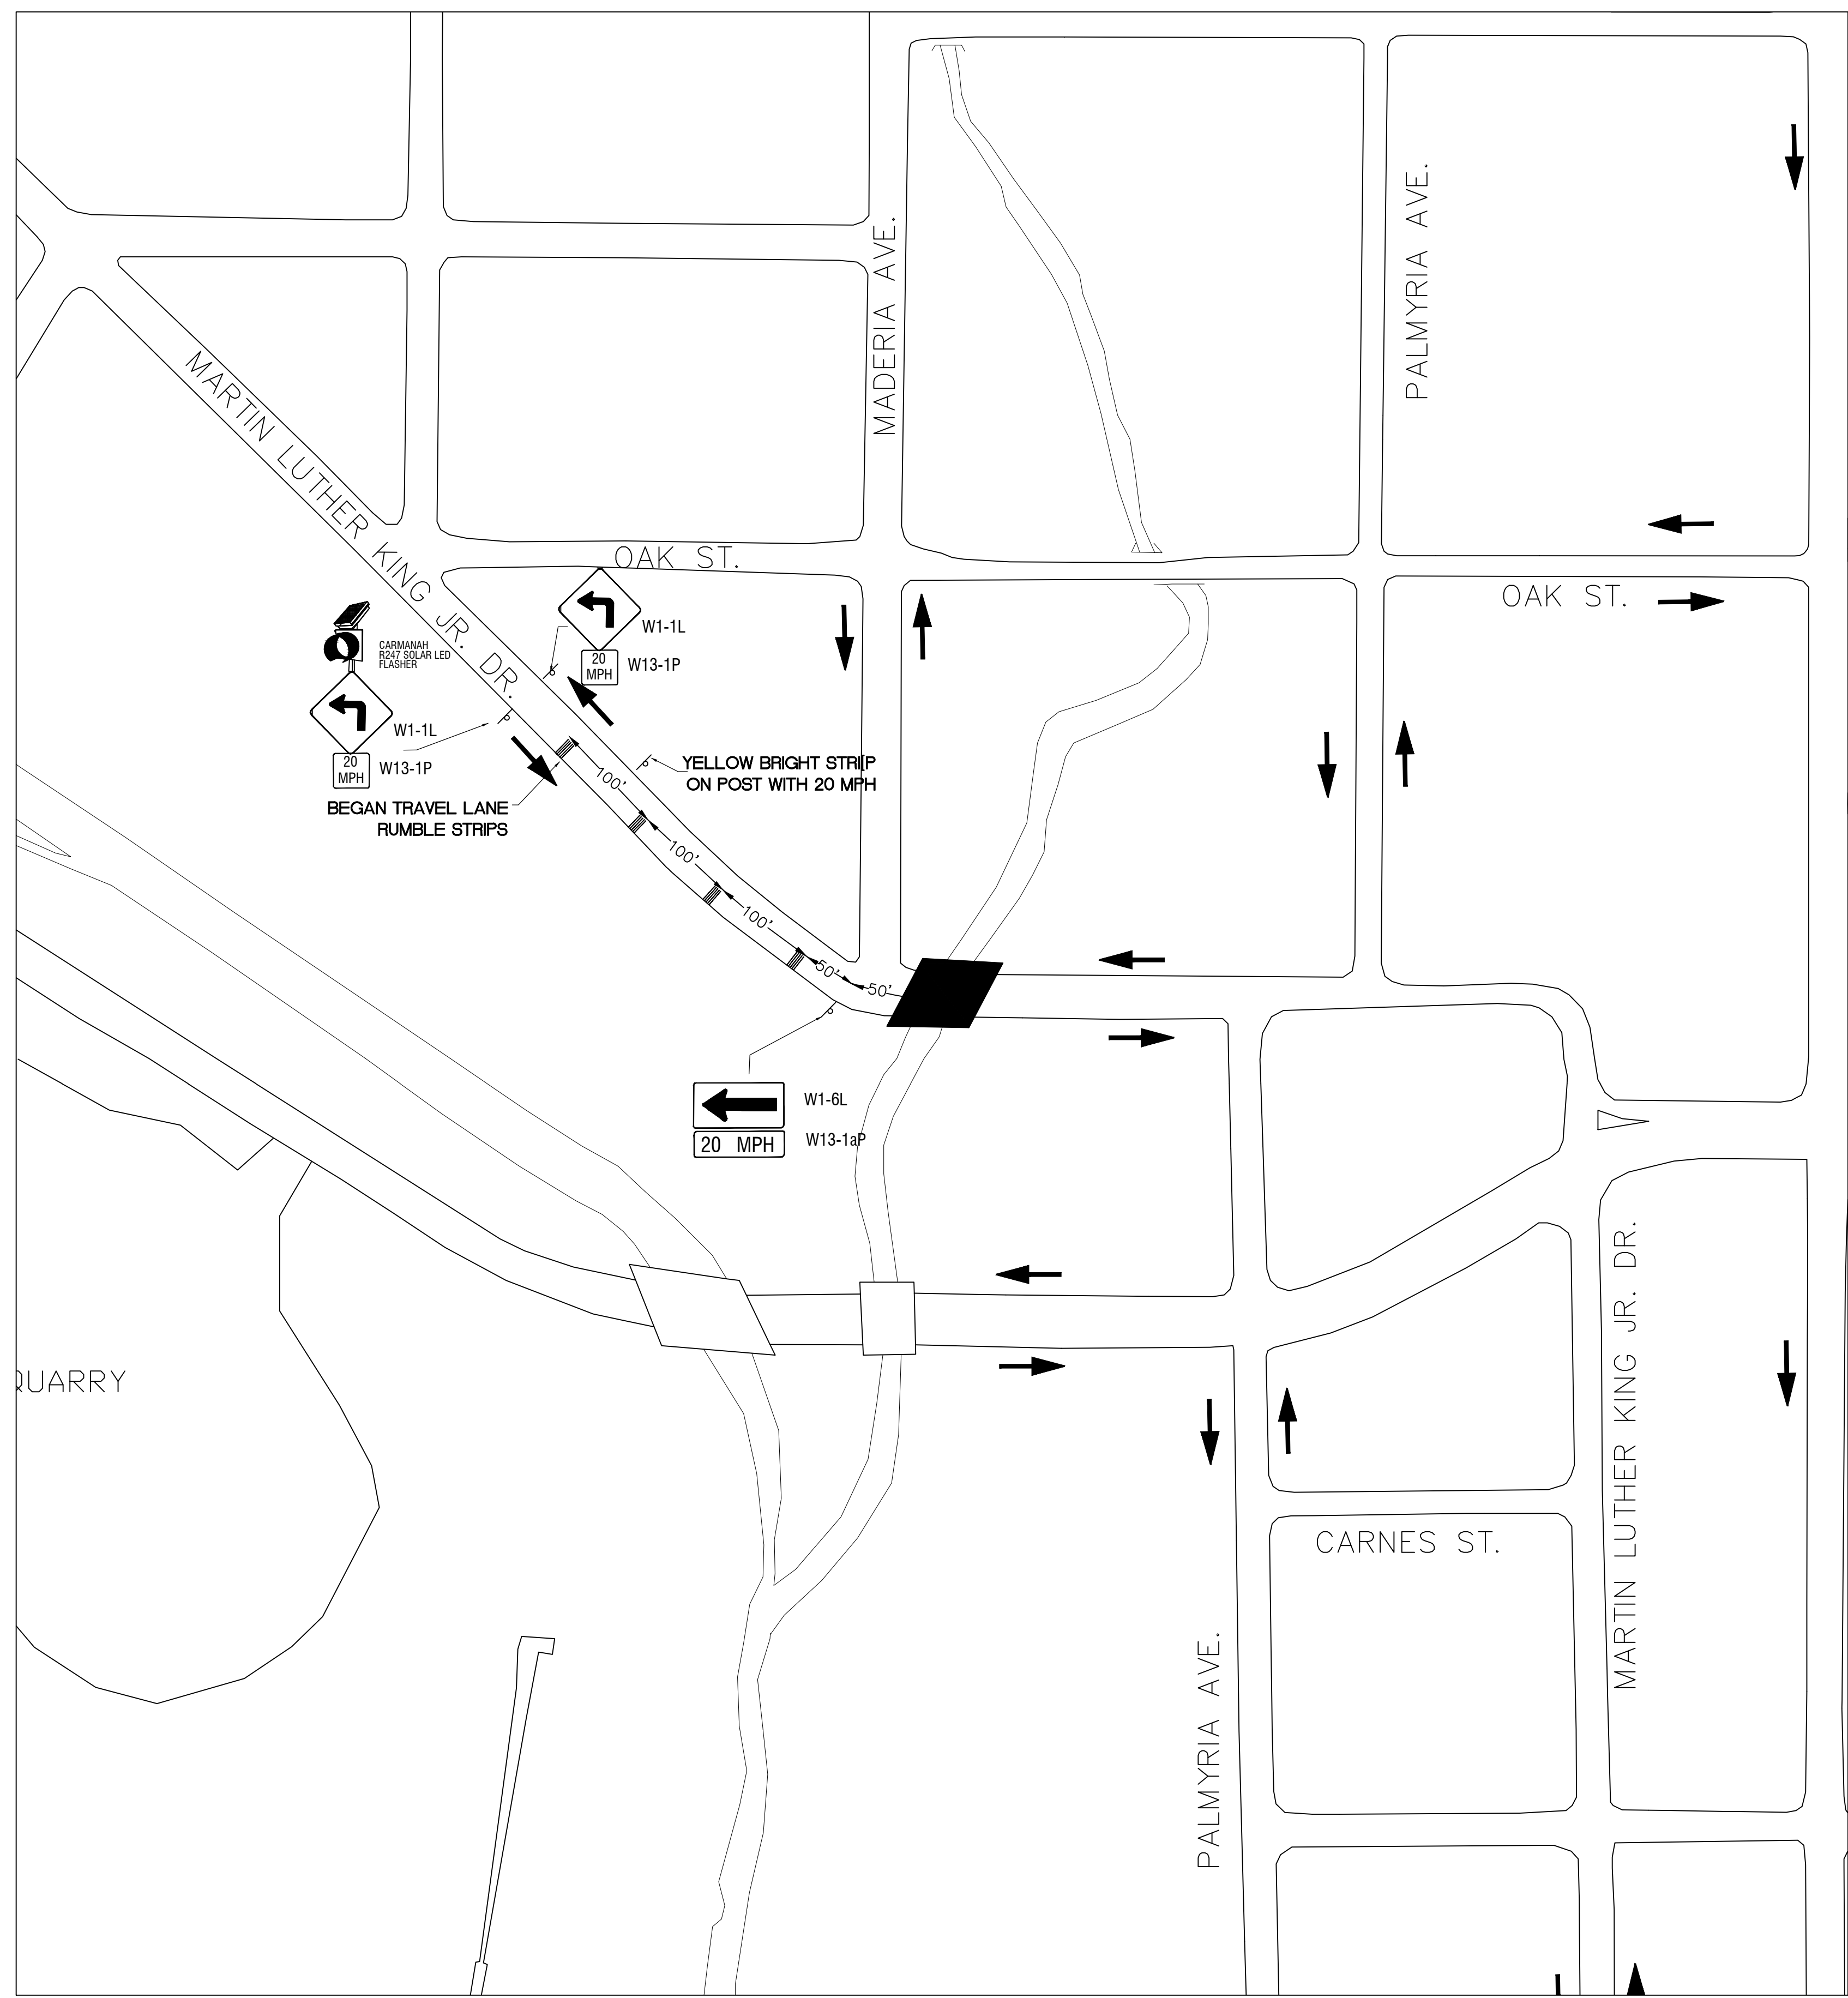 MADERIA AVE.
PALMYRIA AVE.
MARTIN LUTHER KING JR. DR.
OAK ST.
OAK ST.
W1-1L
20
MPH
W13-1P
CARMANAH
R247 SOLAR LED
FLASHER
W1-1L
20
MPH
W13-1P
YELLOW BRIGHT STRIP
ON POST WITH 20 MPH
BEGAN TRAVEL LANE
RUMBLE STRIPS
100'
100'
100'
50'
50'
W1-6L
20 MPH
W13-1aP
QUARRY
MARTIN LUTHER KING JR. DR.
CARNES ST.
PALMYRIA AVE.